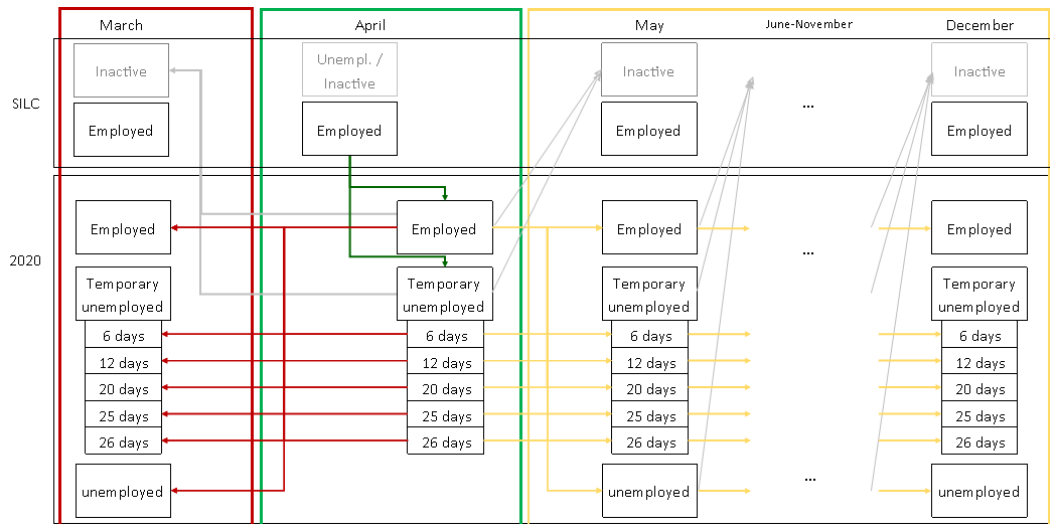 March April May June-November December
Inactive Unempl. / Inactive Inactive Inactive
SILC ...
Employed Employed Employed Employed
Employed Employed Employed Employed
2020 ...
Temporary unemployed Temporary unemployed Temporary unemployed Temporary unemployed
6 days 6 days 6 days 6 days
12 days 12 days 12 days 12 days
20 days 20 days 20 days 20 days
25 days 25 days 25 days 25 days
26 days 26 days 26 days 26 days
...
unemployed unemployed unemployed